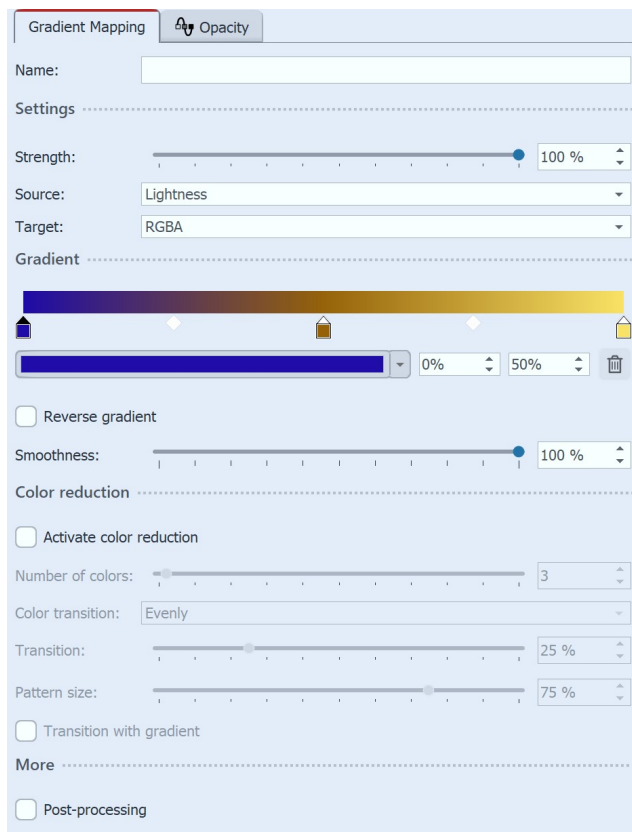 Gradient Mapping Opacity
Name:
Settings
Strength: 100 %
Source: Lightness
Target: RGBA
Gradient
0% 50%
Reverse gradient
Smoothness: 100 %
Color reduction
Activate color reduction
Number of colors: 3
Color transition: Evenly
Transition: 25 %
Pattern size: 75 %
Transition with gradient
More
Post-processing